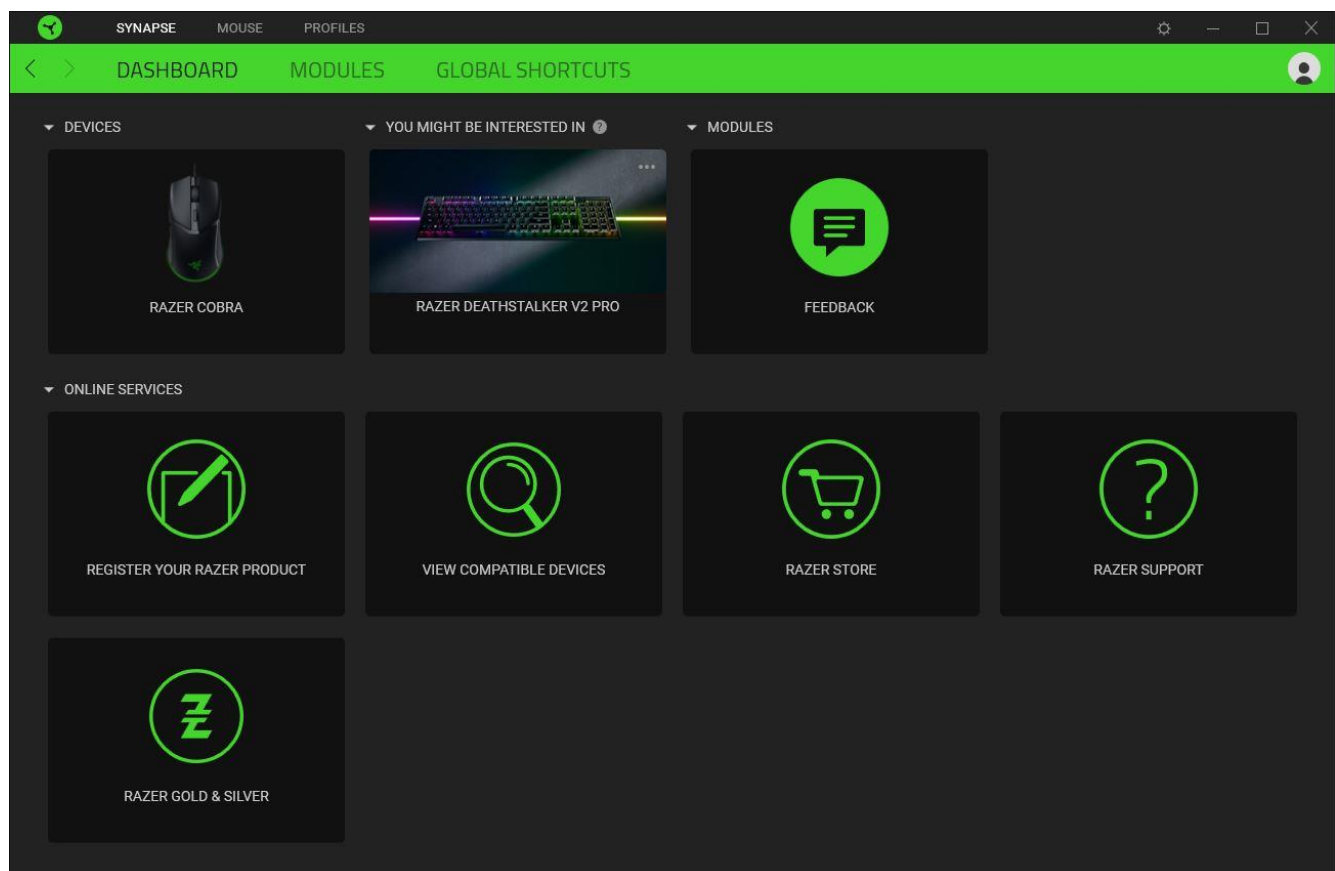 SYNAPSE MOUSE PROFILES
DASHBOARD MODULES GLOBAL SHORTCUTS
DEVICES
YOU MIGHT BE INTERESTED IN ?
MODULES
RAZER COBRA
RAZER DEATHSTALKER V2 PRO
FEEDBACK
ONLINE SERVICES
REGISTER YOUR RAZER PRODUCT
VIEW COMPATIBLE DEVICES
RAZER STORE
RAZER SUPPORT
RAZER GOLD & SILVER